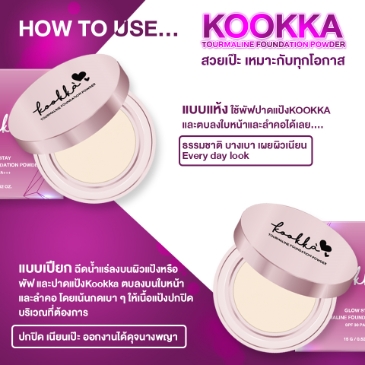 HOW TO USE...
KOOKKA
TOURMALINE FOUNDATION POWDER
สวยเป๊ะ เหมาะกับทุกโอกาส
แบบแห้ง ใช้พัฟปาดแป้งKOOKKA
และตบลงใบหน้าและลำคอได้เลย....
ธรรมชาติ บางเบา เผยผิวเนียน
Every day look
kookka
TOURMALINE FOUNDATION POWDER
kookka
TOURMALINE FOUNDATION POWDER
แบบเปียก ฉีดน้ำแร่ลงบนผิวแป้งหรือ
พัฟ และปาดแป้งKookka ตบลงบนใบหน้า
และลำคอ โดยเน้นกดเบา ๆ ให้เนื้อแป้งปกปิด
บริเวณที่ต้องการ
ปกปิด เนียนเป๊ะ ออกงานได้ดุจนางพญา